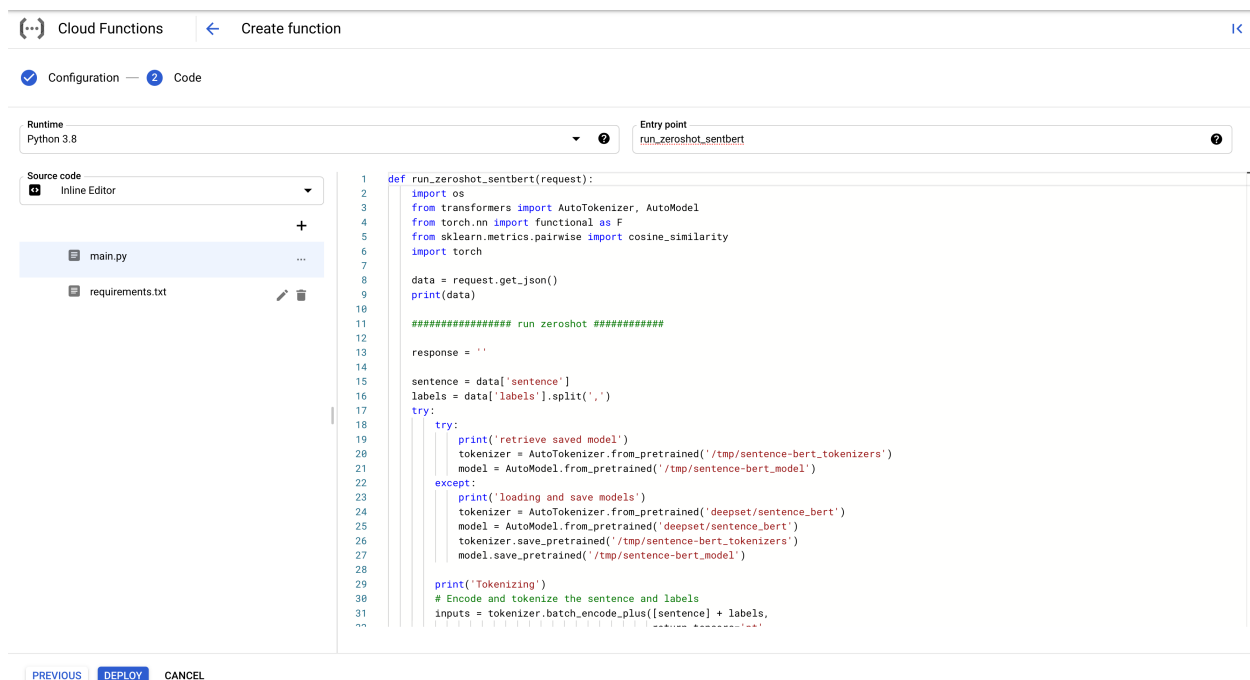 Cloud Functions
Create function
Configuration
2
Code
Runtime
Python 3.8
Entry point
run_zeroshot_sentbert
Source code
Inline Editor
main.py
requirements.txt
1 def run_zeroshot_sentbert(request):
2 import os
3 from transformers import AutoTokenizer, AutoModel
4 from torch.nn import functional as F
5 from sklearn.metrics.pairwise import cosine_similarity
6 import torch
7
8 data = request.get_json()
9 print(data)
10
11 ################# run zeroshot ############
12
13 response = ''
14
15 sentence = data['sentence']
16 labels = data['labels'].split(',')
17 try:
18 try:
19 print('retrieve saved model')
20 tokenizer = AutoTokenizer.from_pretrained('/tmp/sentence-bert_tokenizers')
21 model = AutoModel.from_pretrained('/tmp/sentence-bert_model')
22 except:
23 print('loading and save models')
24 tokenizer = AutoTokenizer.from_pretrained('deepset/sentence_bert')
25 model = AutoModel.from_pretrained('deepset/sentence_bert')
26 tokenizer.save_pretrained('/tmp/sentence-bert_tokenizers')
27 model.save_pretrained('/tmp/sentence-bert_model')
28
29 print('Tokenizing')
30 # Encode and tokenize the sentence and labels
31 inputs = tokenizer.batch_encode_plus([sentence] + labels,
PREVIOUS
DEPLOY
CANCEL